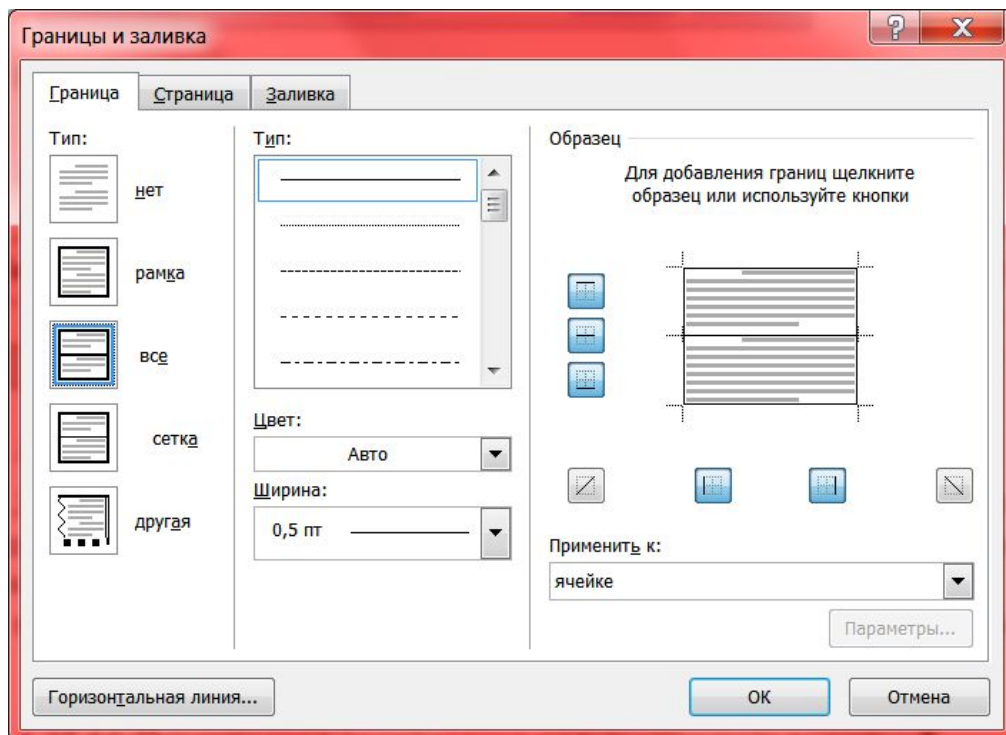 Границы и заливка
Граница
Страница
Заливка
Тип:
нет
рамка
все
сетка
другая
Тип:
Цвет:
Авто
Ширина:
0,5 пт
Образец
Для добавления границ щелкните
образец или используйте кнопки
Применить к:
ячейке
Параметры...
Горизонтальная линия...
ОК
Отмена